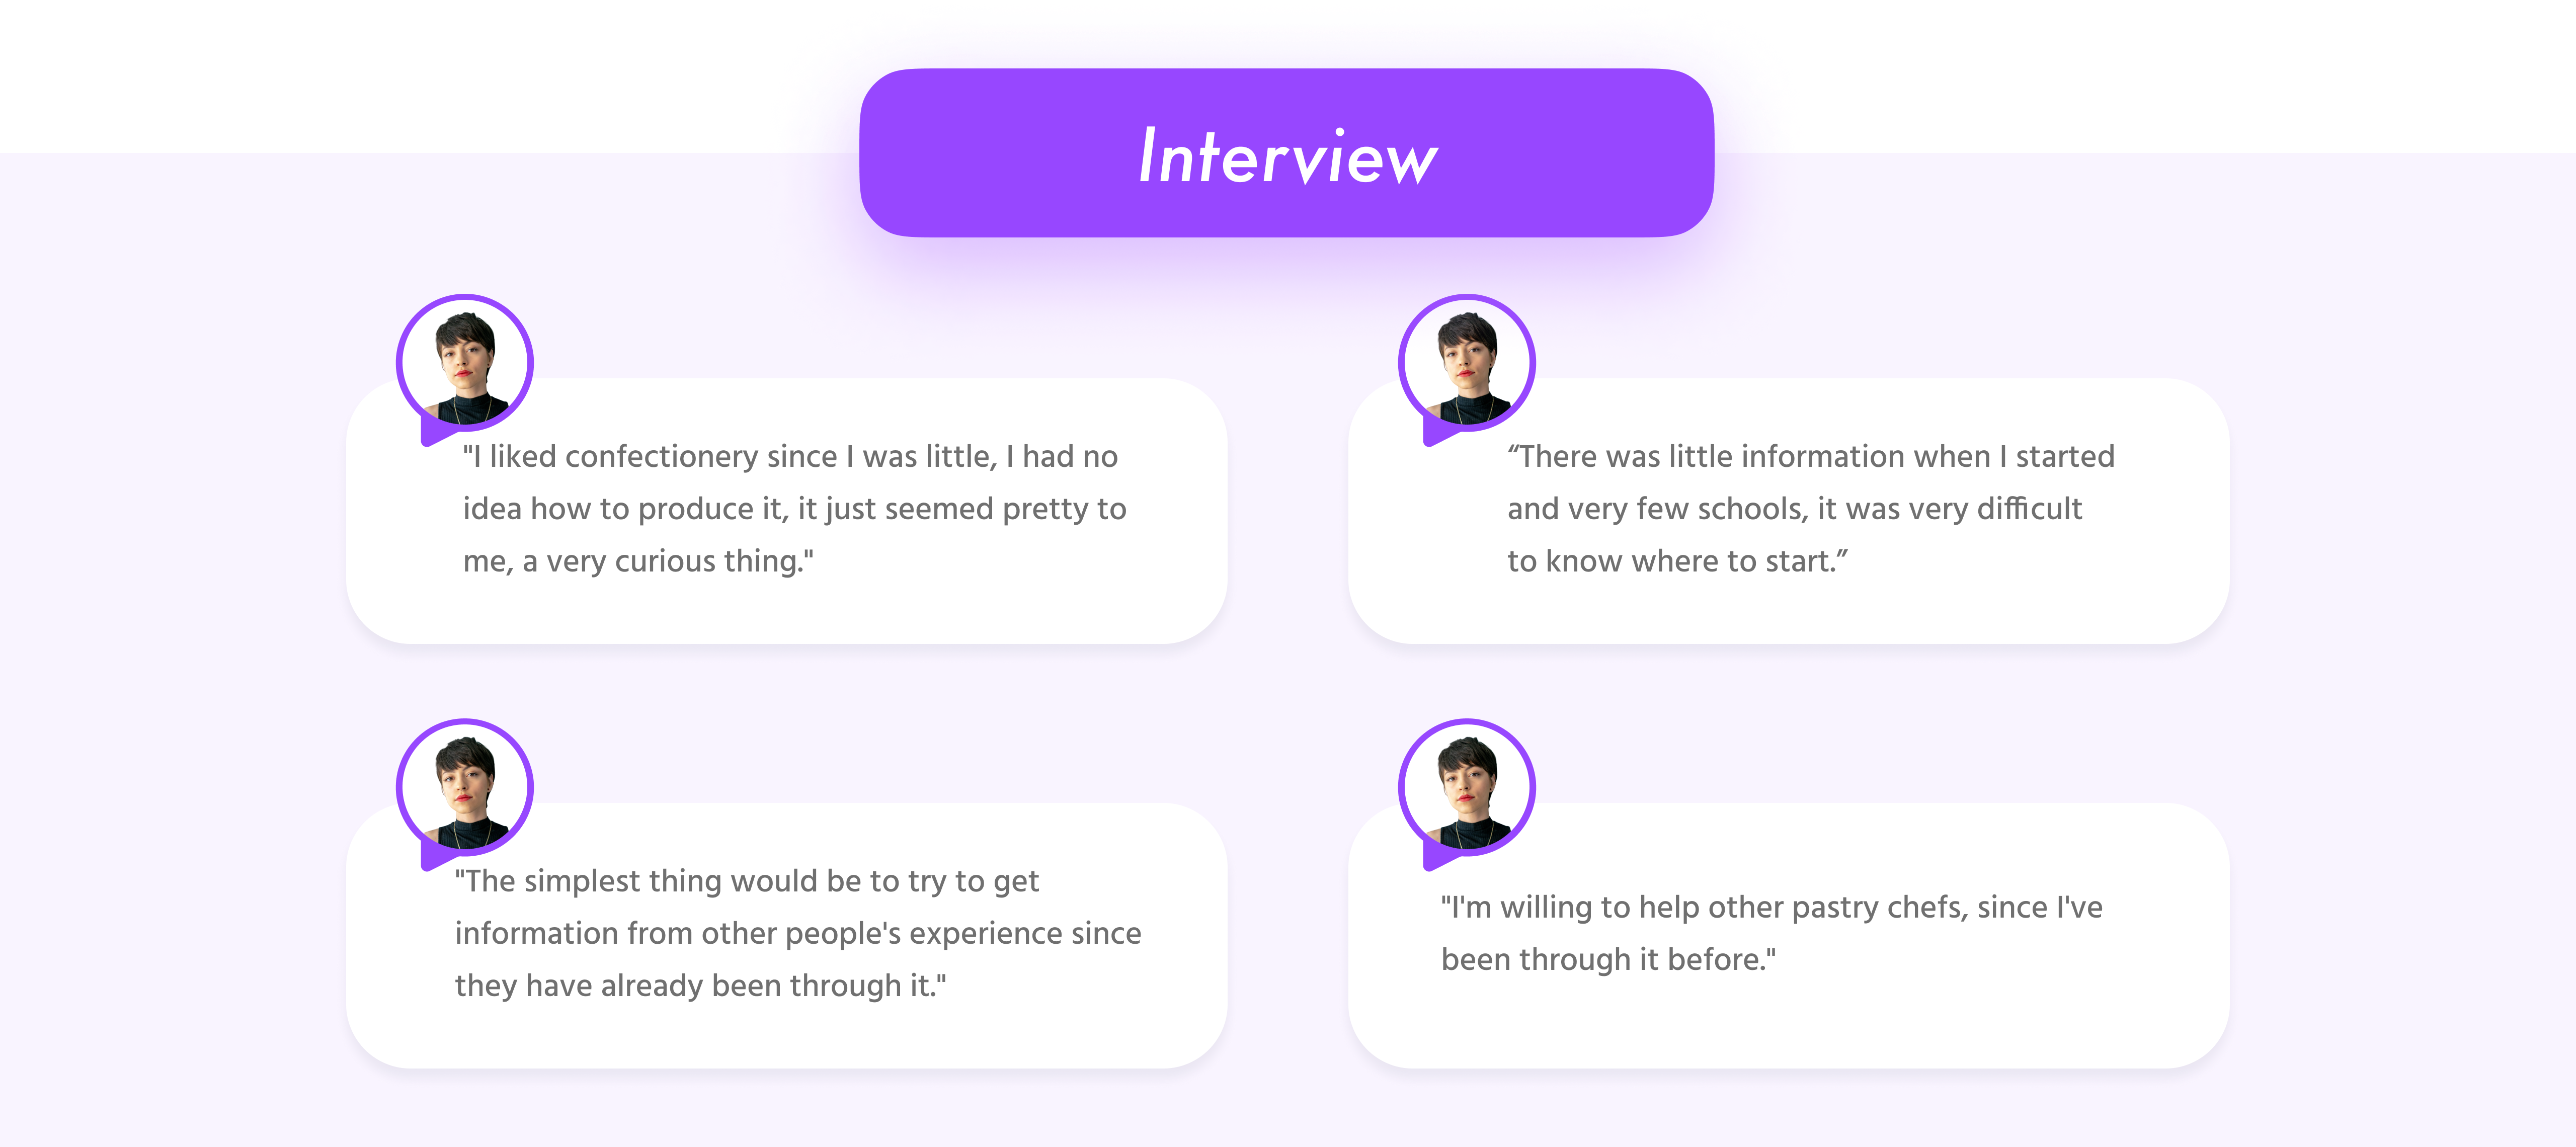 Interview
"I liked confectionery since I was little, I had no
idea how to produce it, it just seemed pretty to
me, a very curious thing."
“There was little information when I started
and very few schools, it was very difficult
to know where to start.”
"The simplest thing would be to try to get
information from other people's experience since
they have already been through it."
"I'm willing to help other pastry chefs, since I've
been through it before."